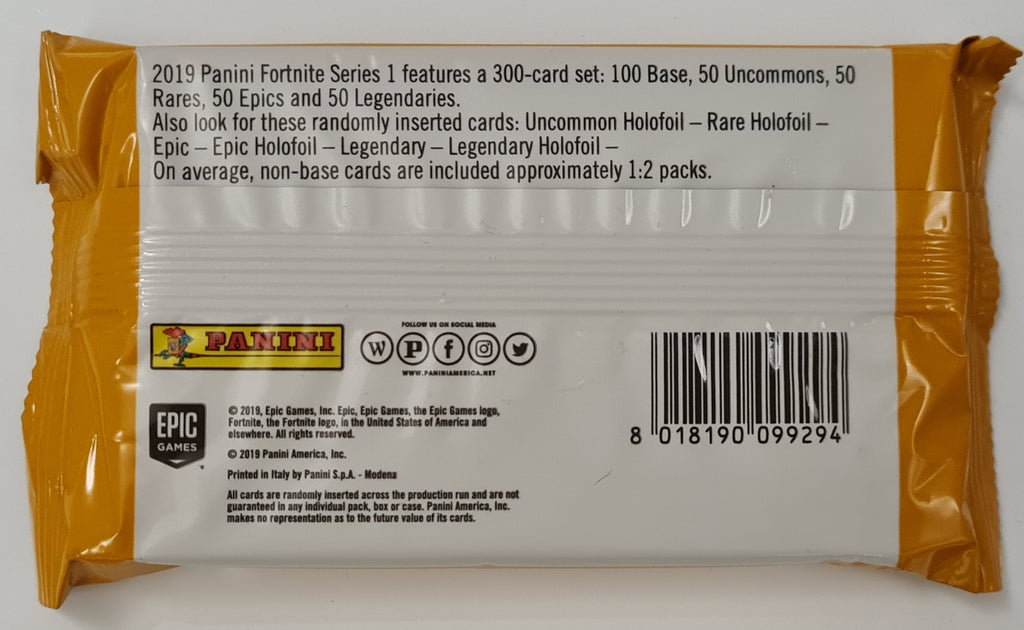 2019 Panini Fortnite Series 1 features a 300-card set: 100 Base, 50 Uncommons, 50
Rares, 50 Epics and 50 Legendaries.
Also look for these randomly inserted cards: Uncommon Holofoil – Rare Holofoil –
Epic – Epic Holofoil – Legendary – Legendary Holofoil –
On average, non-base cards are included approximately 1:2 packs.
PANINI
FOLLOW US ON SOCIAL MEDIA
WWW.PANINIAMERICA.NET
8 018190 099294
EPIC
GAMES
© 2019, Epic Games, Inc. Epic, Epic Games, the Epic Games logo,
Fortnite, the Fortnite logo, in the United States of America and
elsewhere. All rights reserved.
© 2019 Panini America, Inc.
Printed in Italy by Panini S.p.A. - Modena
All cards are randomly inserted across the production run and are not
guaranteed in any individual pack, box or case. Panini America, Inc.
makes no representation as to the future value of its cards.